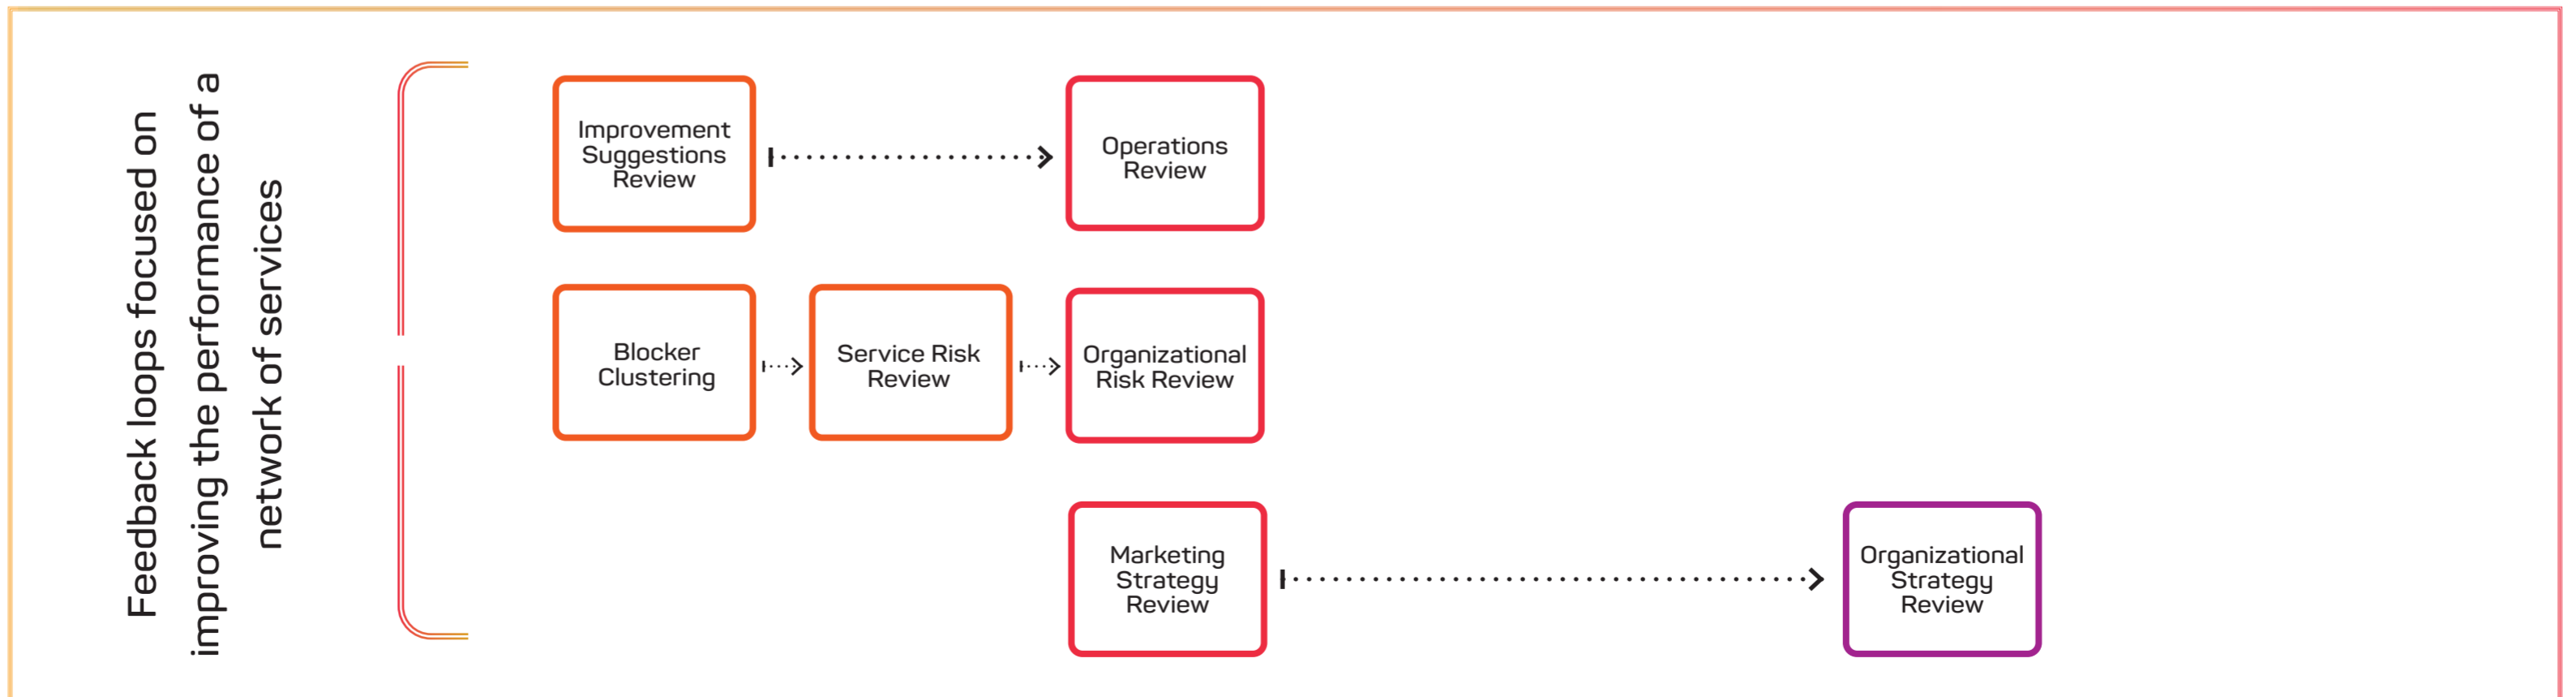 Feedback loops focused on
improving the performance of a
network of services
Improvement
Suggestions
Review
Operations
Review
Blocker
Clustering
Service Risk
Review
Organizational
Risk Review
Marketing
Strategy
Review
Organizational
Strategy
Review